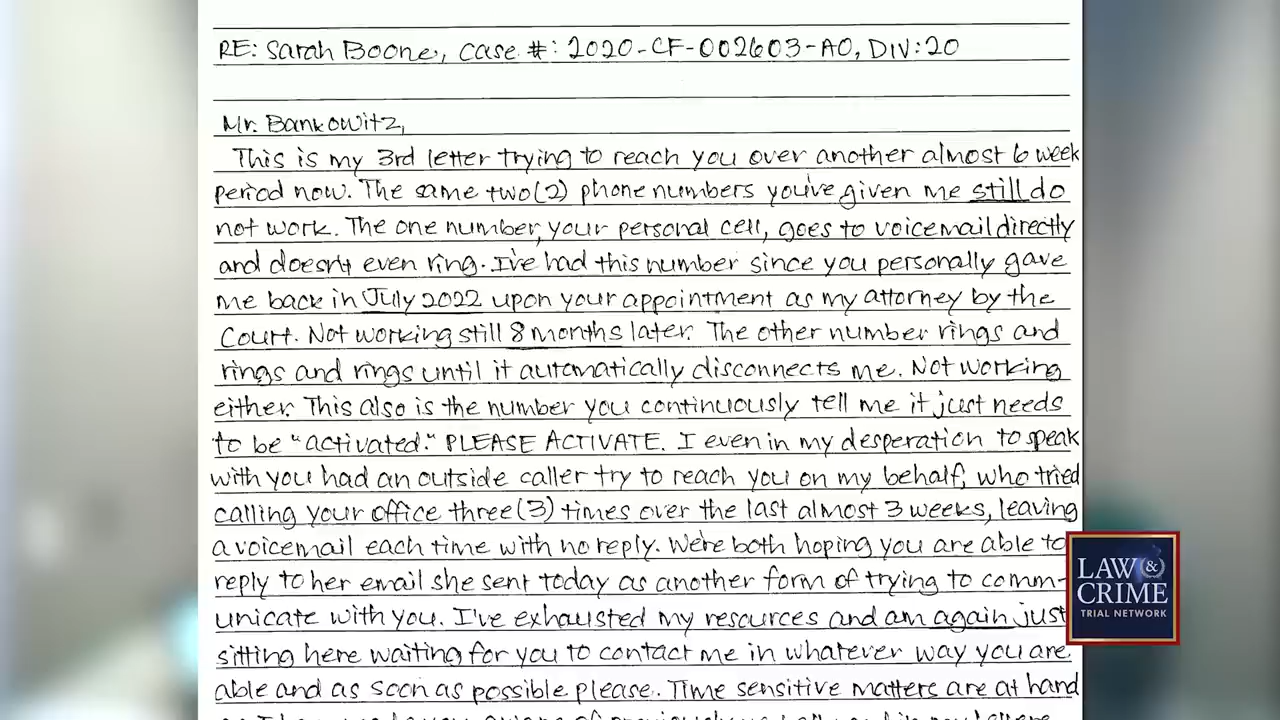 RE: Sarah Boone, case #: 2020-CF-002603-AO, DIV:20
Mr. Bankowitz,
This is my 3rd letter trying to reach you over another almost 6 week
period now. The same two(2) phone numbers you've given me still do
not work. The one number, your personal cell, goes to voicemail directly
and doesn't even ring. I've had this number since you personally gave
me back in July 2022 upon your appointment as my attorney by the
Court. Not working still 8 months later. The other number rings and
rings and rings until it automatically disconnects me. Not working
either. This also is the number you continuously tell me it just needs
to be "activated." PLEASE ACTIVATE. I even in my desperation to speak
with you had an outside caller try to reach you on my behalf, who tried
calling your office three(3) times over the last almost 3 weeks, leaving
a voicemail each time with no reply. We're both hoping you are able to
reply to her email she sent today as another form of trying to comm-
unicate with you. I've exhausted my resources and am again just
sitting here waiting for you to contact me in whatever way you are
able and as soon as possible please. Time sensitive matters are at hand
LAW &
CRIME
TRIAL NETWORK